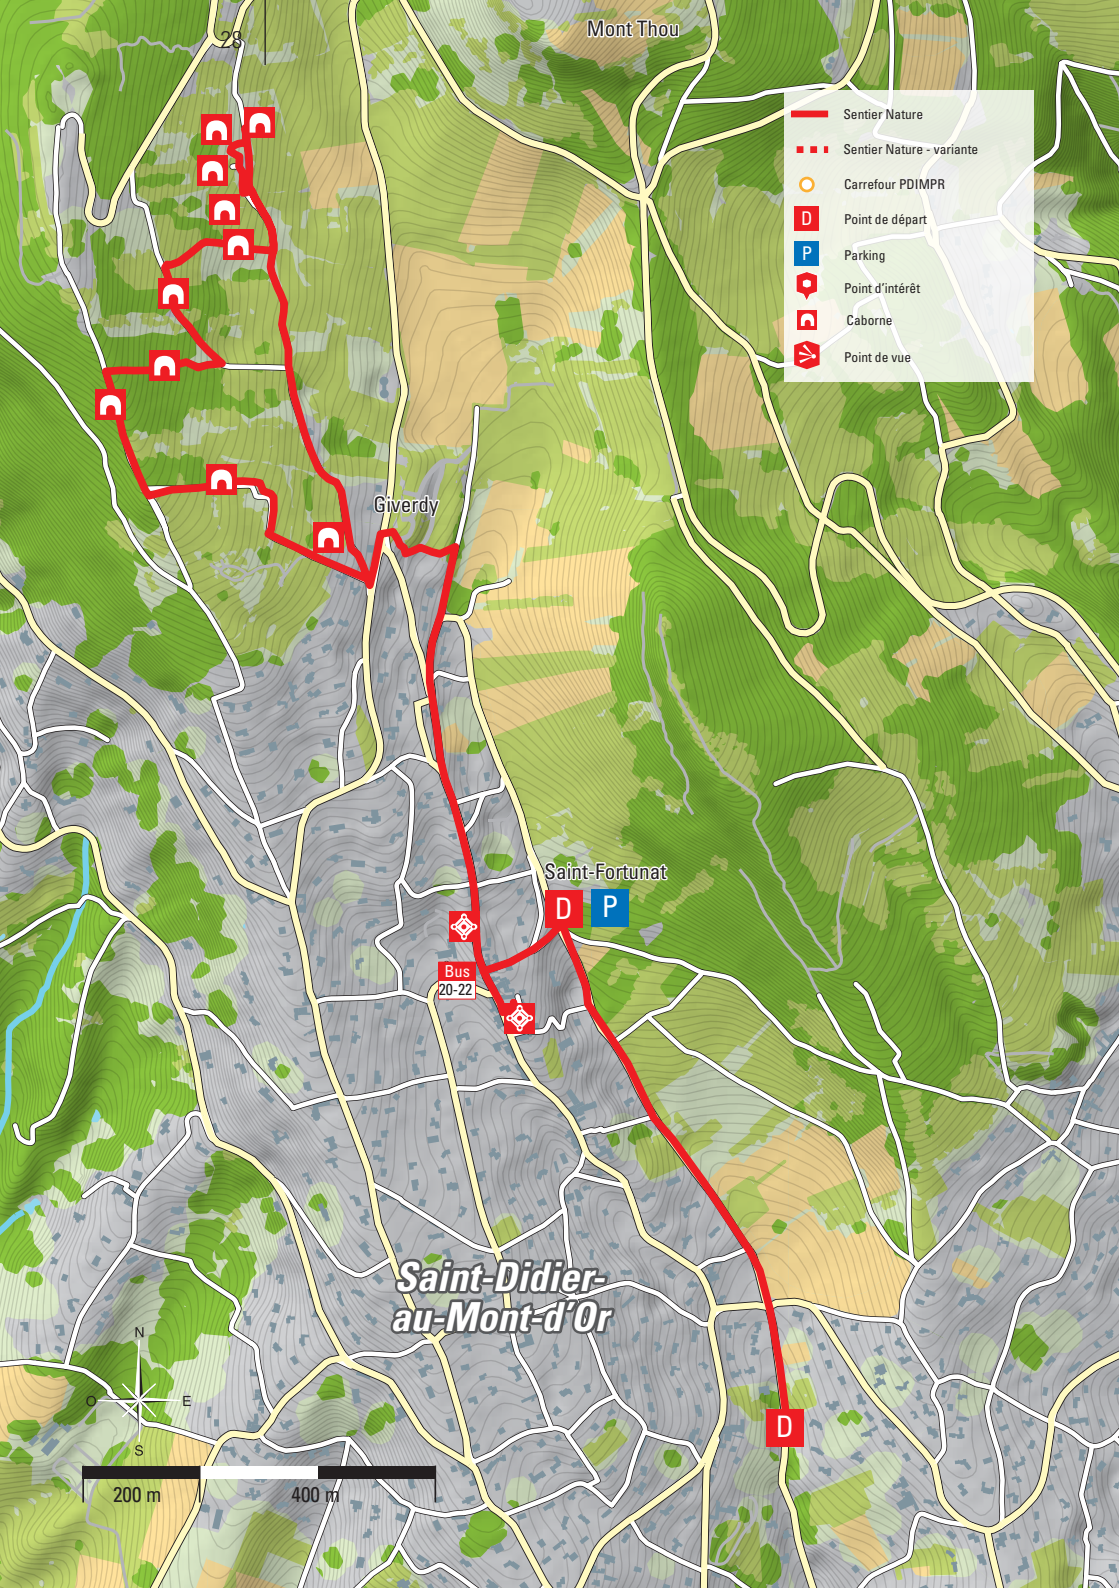 28
Mont Thou
Sentier Nature
Sentier Nature - variante
Carrefour PDIMPR
D Point de départ
P Parking
Point d'intérêt
Caborne
Point de vue
Giverdy
Saint-Fortunat
D P
Bus
20-22
Saint-Didier-
au-Mont-d'Or
N
O E
S
D
200 m 400 m